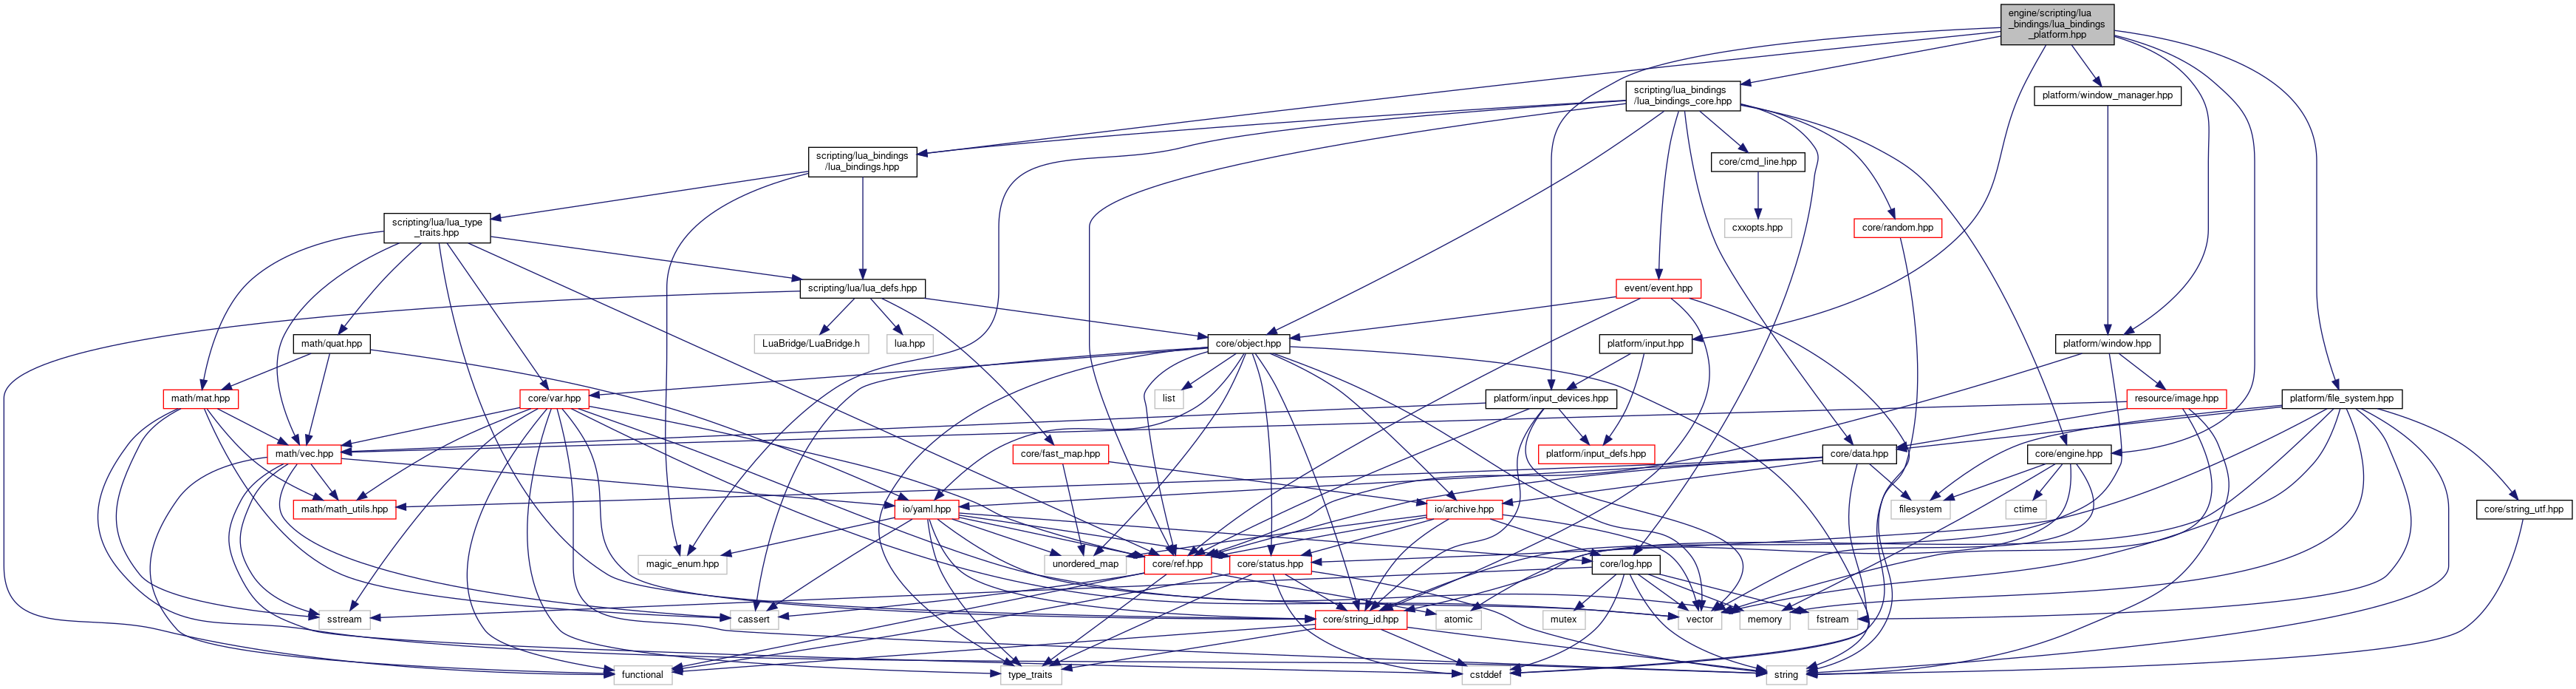 engine/scripting/lua
_bindings/lua_bindings
_platform.hpp
scripting/lua_bindings
/lua_bindings_core.hpp
platform/window_manager.hpp
scripting/lua_bindings
/lua_bindings.hpp
core/cmd_line.hpp
scripting/lua/lua_type
_traits.hpp
cxxopts.hpp
core/random.hpp
scripting/lua/lua_defs.hpp
event/event.hpp
math/quat.hpp
LuaBridge/LuaBridge.h
lua.hpp
core/object.hpp
platform/input.hpp
platform/window.hpp
math/mat.hpp
core/var.hpp
list
platform/input_devices.hpp
resource/image.hpp
platform/file_system.hpp
math/vec.hpp
core/fast_map.hpp
platform/input_defs.hpp
core/data.hpp
core/engine.hpp
math/math_utils.hpp
io/yaml.hpp
io/archive.hpp
filesystem
ctime
core/string_utf.hpp
magic_enum.hpp
unordered_map
core/ref.hpp
core/status.hpp
core/log.hpp
sstream
cassert
core/string_id.hpp
atomic
mutex
vector
memory
fstream
functional
type_traits
cstddef
string